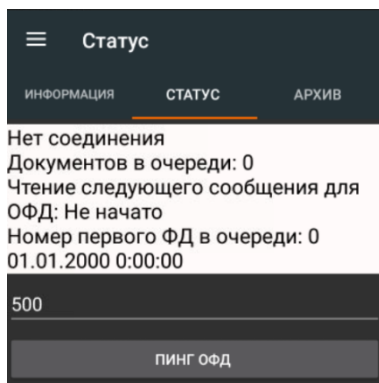 Статус
ИНФОРМАЦИЯ СТАТУС АРХИВ
Нет соединения
Документов в очереди: 0
Чтение следующего сообщения для
ОФД: Не начато
Номер первого ФД в очереди: 0
01.01.2000 0:00:00
500
ПИНГ ОФД